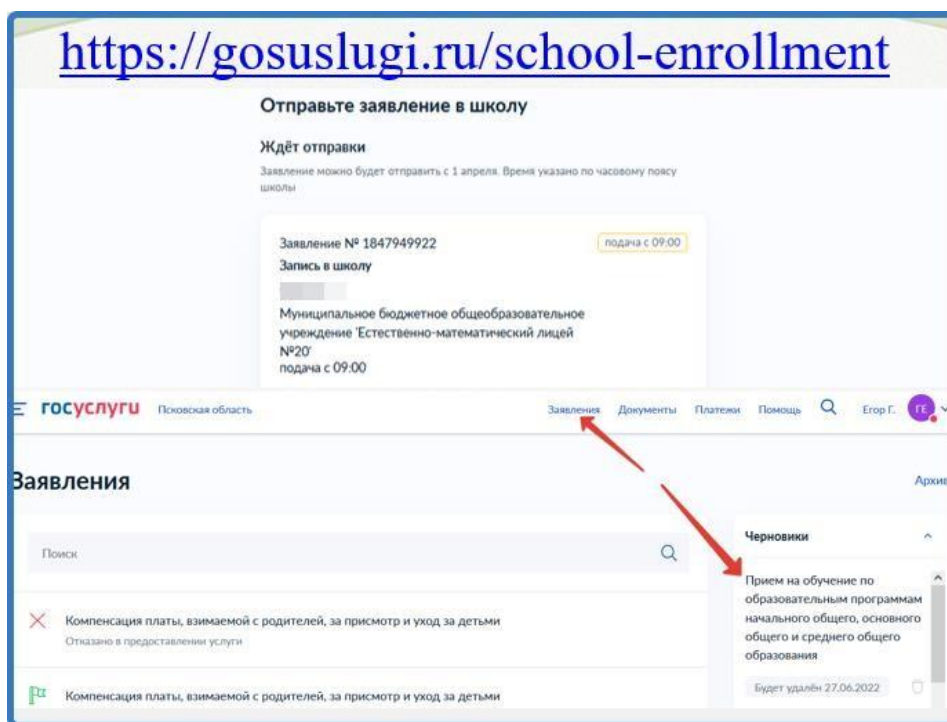 https://gosuslugi.ru/school-enrollment
Отправьте заявление в школу
Ждёт отправки
Заявление можно будет отправить с 1 апреля. Время указано по часовому поясу
школы
Заявление № 1847949922
подача с 09:00
Запись в школу
Муниципальное бюджетное общеобразовательное
учреждение 'Естественно-математический лицей
№20'
подача с 09:00
госуслуги Псковская область Заявления Документы Платежи Помощь Егор Г. ГЕ
Заявления
Архив
Поиск
Черновики
Прием на обучение по
образовательным программам
начального общего, основного
общего и среднего общего
образования
Будет удалён 27.06.2022
Компенсация платы, взимаемой с родителей, за присмотр и уход за детьми
Отказано в предоставлении услуги
Компенсация платы, взимаемой с родителей, за присмотр и уход за детьми